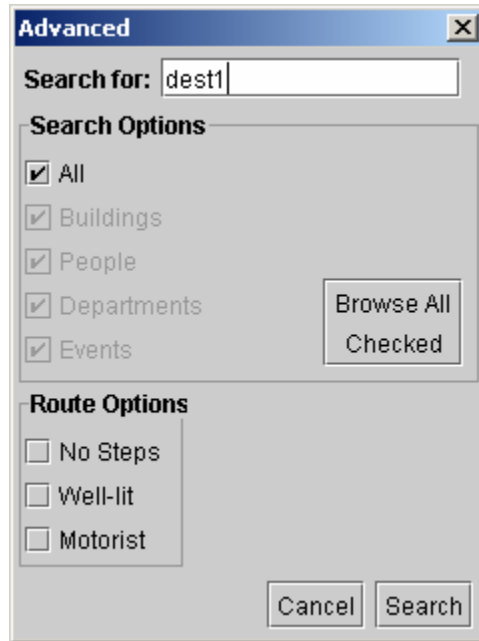 Advanced
Search for: dest1
Search Options
All
Buildings
People
Departments
Events
Browse All
Checked
Route Options
No Steps
Well-lit
Motorist
Cancel Search